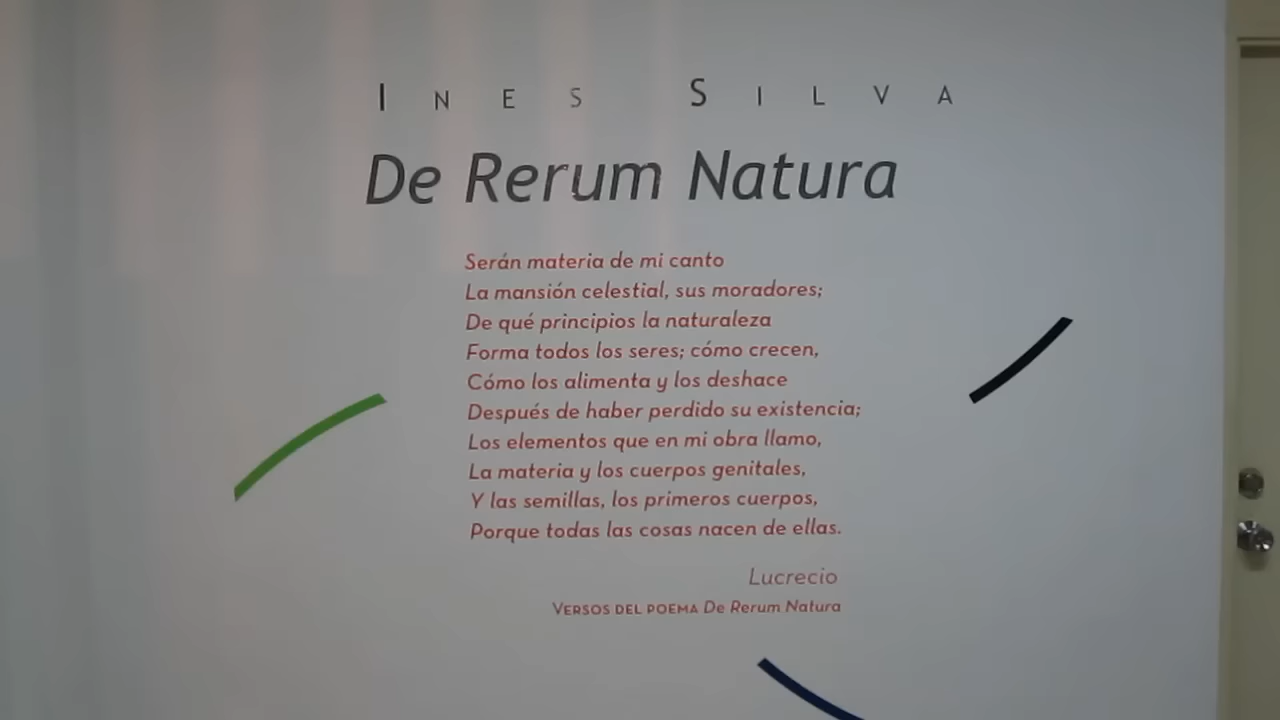 INES SILVA
De Rerum Natura
Serán materia de mi canto
La mansión celestial, sus moradores;
De qué principios la naturaleza
Forma todos los seres; cómo crecen,
Cómo los alimenta y los deshace
Después de haber perdido su existencia;
Los elementos que en mi obra llamo,
La materia y los cuerpos genitales,
Y las semillas, los primeros cuerpos,
Porque todas las cosas nacen de ellas.
Lucrecio
VERSOS DEL POEMA De Rerum Natura